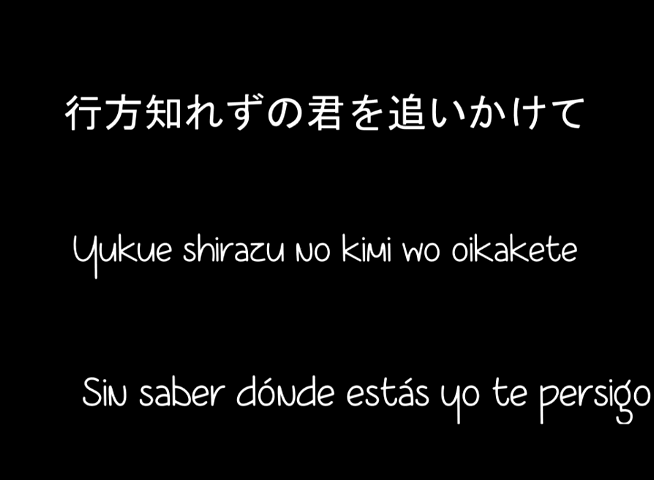 行方知れずの君を追いかけて
Yukue shirazu no kimi wo oikakete
Sin saber dónde estás yo te persigo